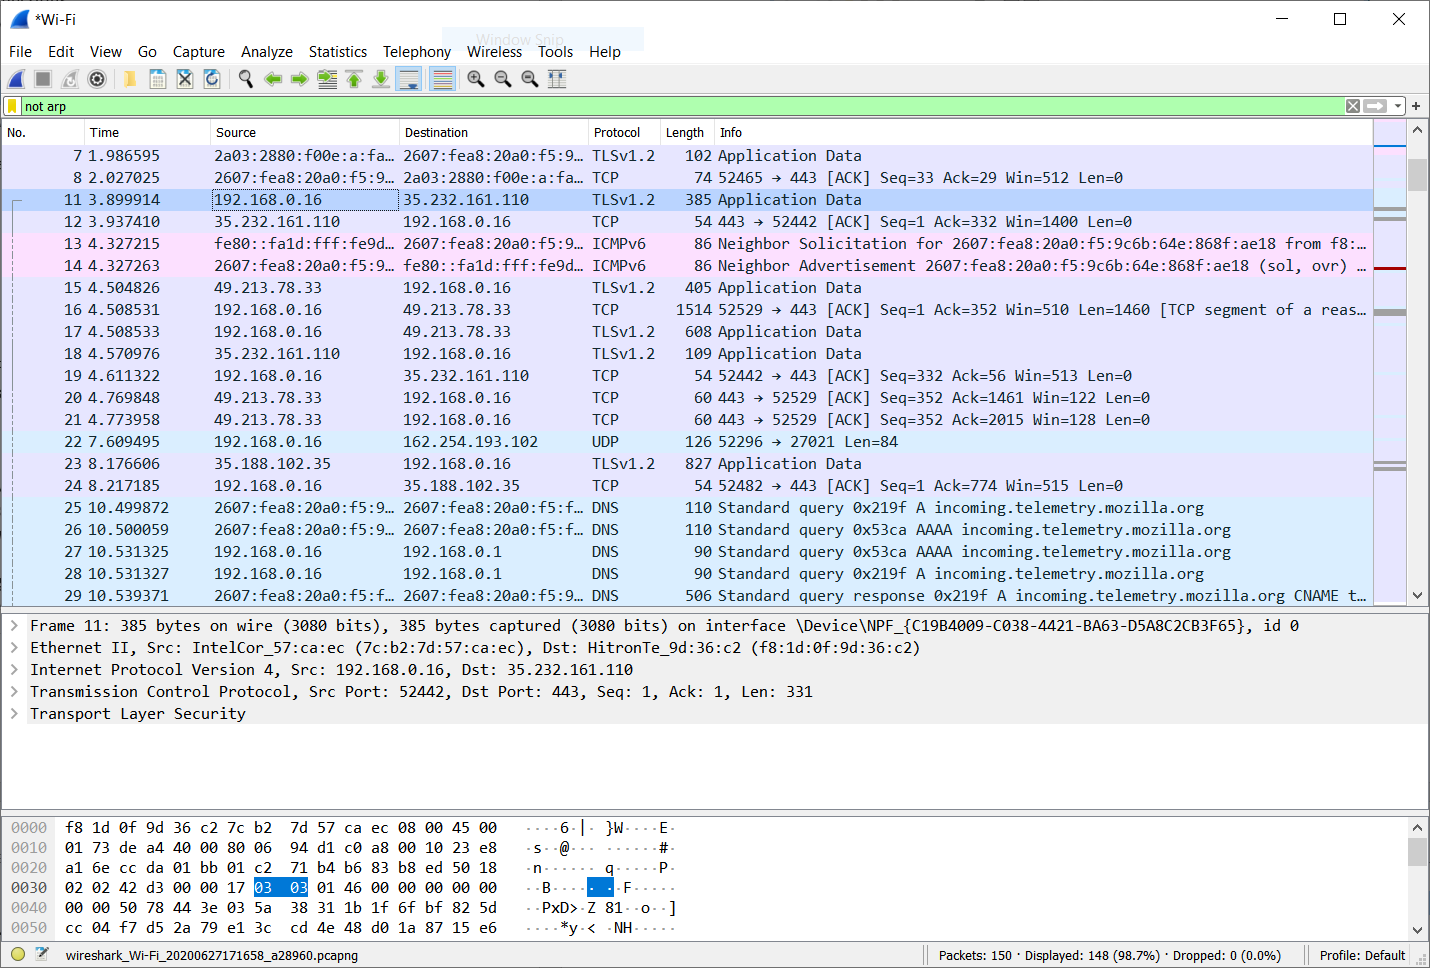 *Wi-Fi
Window Snip
File Edit View Go Capture Analyze Statistics Telephony Wireless Tools Help
not arp
No. Time Source Destination Protocol Length Info
7 1.986595 2a03:2880:f00e:a:fa… 2607:fea8:20a0:f5:9… TLSv1.2 102 Application Data
8 2.027025 2607:fea8:20a0:f5:9… 2a03:2880:f00e:a:fa… TCP 74 52465 → 443 [ACK] Seq=33 Ack=29 Win=512 Len=0
11 3.899914 192.168.0.16 35.232.161.110 TLSv1.2 385 Application Data
12 3.937410 35.232.161.110 192.168.0.16 TCP 54 443 → 52442 [ACK] Seq=1 Ack=332 Win=1400 Len=0
13 4.327215 fe80::fa1d:fff:fe9d… 2607:fea8:20a0:f5:9… ICMPv6 86 Neighbor Solicitation for 2607:fea8:20a0:f5:9c6b:64e:868f:ae18 from f8:…
14 4.327263 2607:fea8:20a0:f5:9… fe80::fa1d:fff:fe9d… ICMPv6 86 Neighbor Advertisement 2607:fea8:20a0:f5:9c6b:64e:868f:ae18 (sol, ovr) …
15 4.504826 49.213.78.33 192.168.0.16 TLSv1.2 405 Application Data
16 4.508531 192.168.0.16 49.213.78.33 TCP 1514 52529 → 443 [ACK] Seq=1 Ack=352 Win=510 Len=1460 [TCP segment of a reas…
17 4.508533 192.168.0.16 49.213.78.33 TLSv1.2 608 Application Data
18 4.570976 35.232.161.110 192.168.0.16 TLSv1.2 109 Application Data
19 4.611322 192.168.0.16 35.232.161.110 TCP 54 52442 → 443 [ACK] Seq=332 Ack=56 Win=513 Len=0
20 4.769848 49.213.78.33 192.168.0.16 TCP 60 443 → 52529 [ACK] Seq=352 Ack=1461 Win=122 Len=0
21 4.773958 49.213.78.33 192.168.0.16 TCP 60 443 → 52529 [ACK] Seq=352 Ack=2015 Win=128 Len=0
22 7.609495 192.168.0.16 162.254.193.102 UDP 126 52296 → 27021 Len=84
23 8.176606 35.188.102.35 192.168.0.16 TLSv1.2 827 Application Data
24 8.217185 192.168.0.16 35.188.102.35 TCP 54 52482 → 443 [ACK] Seq=1 Ack=774 Win=515 Len=0
25 10.499872 2607:fea8:20a0:f5:9… 2607:fea8:20a0:f5:f… DNS 110 Standard query 0x219f A incoming.telemetry.mozilla.org
26 10.500059 2607:fea8:20a0:f5:9… 2607:fea8:20a0:f5:f… DNS 110 Standard query 0x53ca AAAA incoming.telemetry.mozilla.org
27 10.531325 192.168.0.16 192.168.0.1 DNS 90 Standard query 0x53ca AAAA incoming.telemetry.mozilla.org
28 10.531327 192.168.0.16 192.168.0.1 DNS 90 Standard query 0x219f A incoming.telemetry.mozilla.org
29 10.539371 2607:fea8:20a0:f5:f… 2607:fea8:20a0:f5:9… DNS 506 Standard query response 0x219f A incoming.telemetry.mozilla.org CNAME t…
Frame 11: 385 bytes on wire (3080 bits), 385 bytes captured (3080 bits) on interface \Device\NPF_{C19B4009-C038-4421-BA63-D5A8C2CB3F65}, id 0
Ethernet II, Src: IntelCor_57:ca:ec (7c:b2:7d:57:ca:ec), Dst: HitronTe_9d:36:c2 (f8:1d:0f:9d:36:c2)
Internet Protocol Version 4, Src: 192.168.0.16, Dst: 35.232.161.110
Transmission Control Protocol, Src Port: 52442, Dst Port: 443, Seq: 1, Ack: 1, Len: 331
Transport Layer Security
0000 f8 1d 0f 9d 36 c2 7c b2 7d 57 ca ec 08 00 45 00 ····6·|· }W····E·
0010 01 73 de a4 40 00 80 06 94 d1 c0 a8 00 10 23 e8 ·s··@··· ······#·
0020 a1 6e cc da 01 bb 01 c2 71 b4 b6 83 b8 ed 50 18 ·n······ q·····P·
0030 02 02 42 d3 00 00 17 03 03 01 46 00 00 00 00 00 ··B····· ··F·····
0040 00 00 50 78 44 3e 03 5a 38 31 1b 1f 6f bf 82 5d ··PxD>·Z 81··o··]
0050 cc 04 f7 d5 2a 79 e1 3c cd 4e 48 d0 1a 87 15 e6 ····*y·< ·NH·····
wireshark_Wi-Fi_20200627171658_a28960.pcapng Packets: 150 · Displayed: 148 (98.7%) · Dropped: 0 (0.0%) Profile: Default